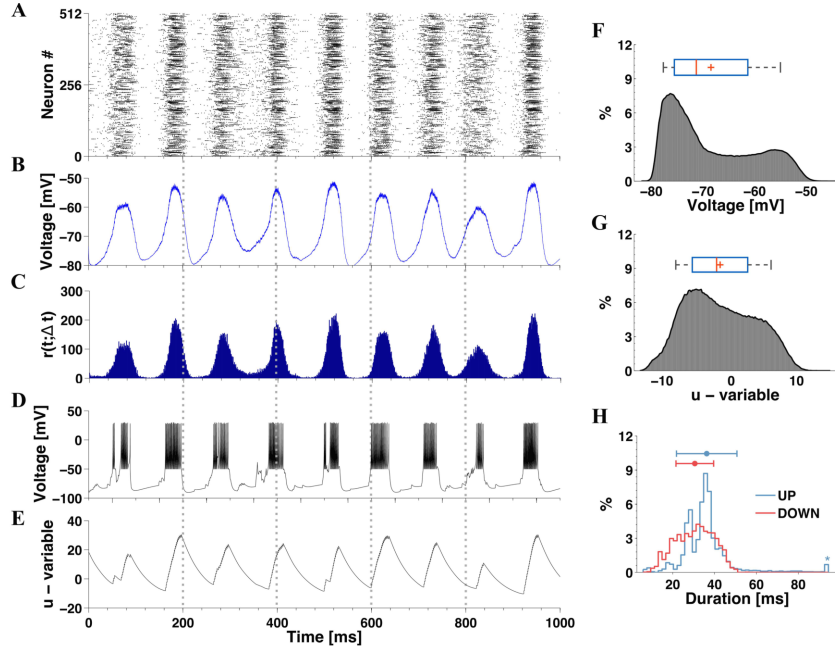 A
Neuron #
512
256
0
B
Voltage [mV]
−50
−60
−70
−80
C
r(t;Δ t)
300
200
100
0
D
Voltage [mV]
50
0
−50
−100
E
u − variable
40
20
0
−20
0 200 400 600 800 1000
Time [ms]
F
%
12
9
6
3
0
−80 −70 −60 −50
Voltage [mV]
G
%
12
9
6
3
0
−10 0 10
u − variable
H
%
12
9
6
3
0
UP
DOWN
*
20 40 60 80
Duration [ms]